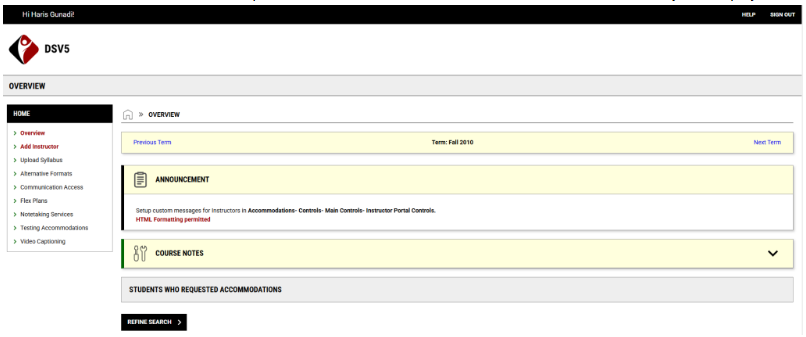 Hi Haris Gunadi!
HELP SIGN OUT
DSV5
OVERVIEW
HOME
> Overview
> Add Instructor
> Upload Syllabus
> Alternative Formats
> Communication Access
> Flex Plans
> Notetaking Services
> Testing Accommodations
> Video Captioning
» OVERVIEW
Previous Term Term: Fall 2010 Next Term
ANNOUNCEMENT
Setup custom messages for Instructors in Accommodations- Controls- Main Controls- Instructor Portal Controls.
HTML Formatting permitted
COURSE NOTES
STUDENTS WHO REQUESTED ACCOMMODATIONS
REFINE SEARCH >